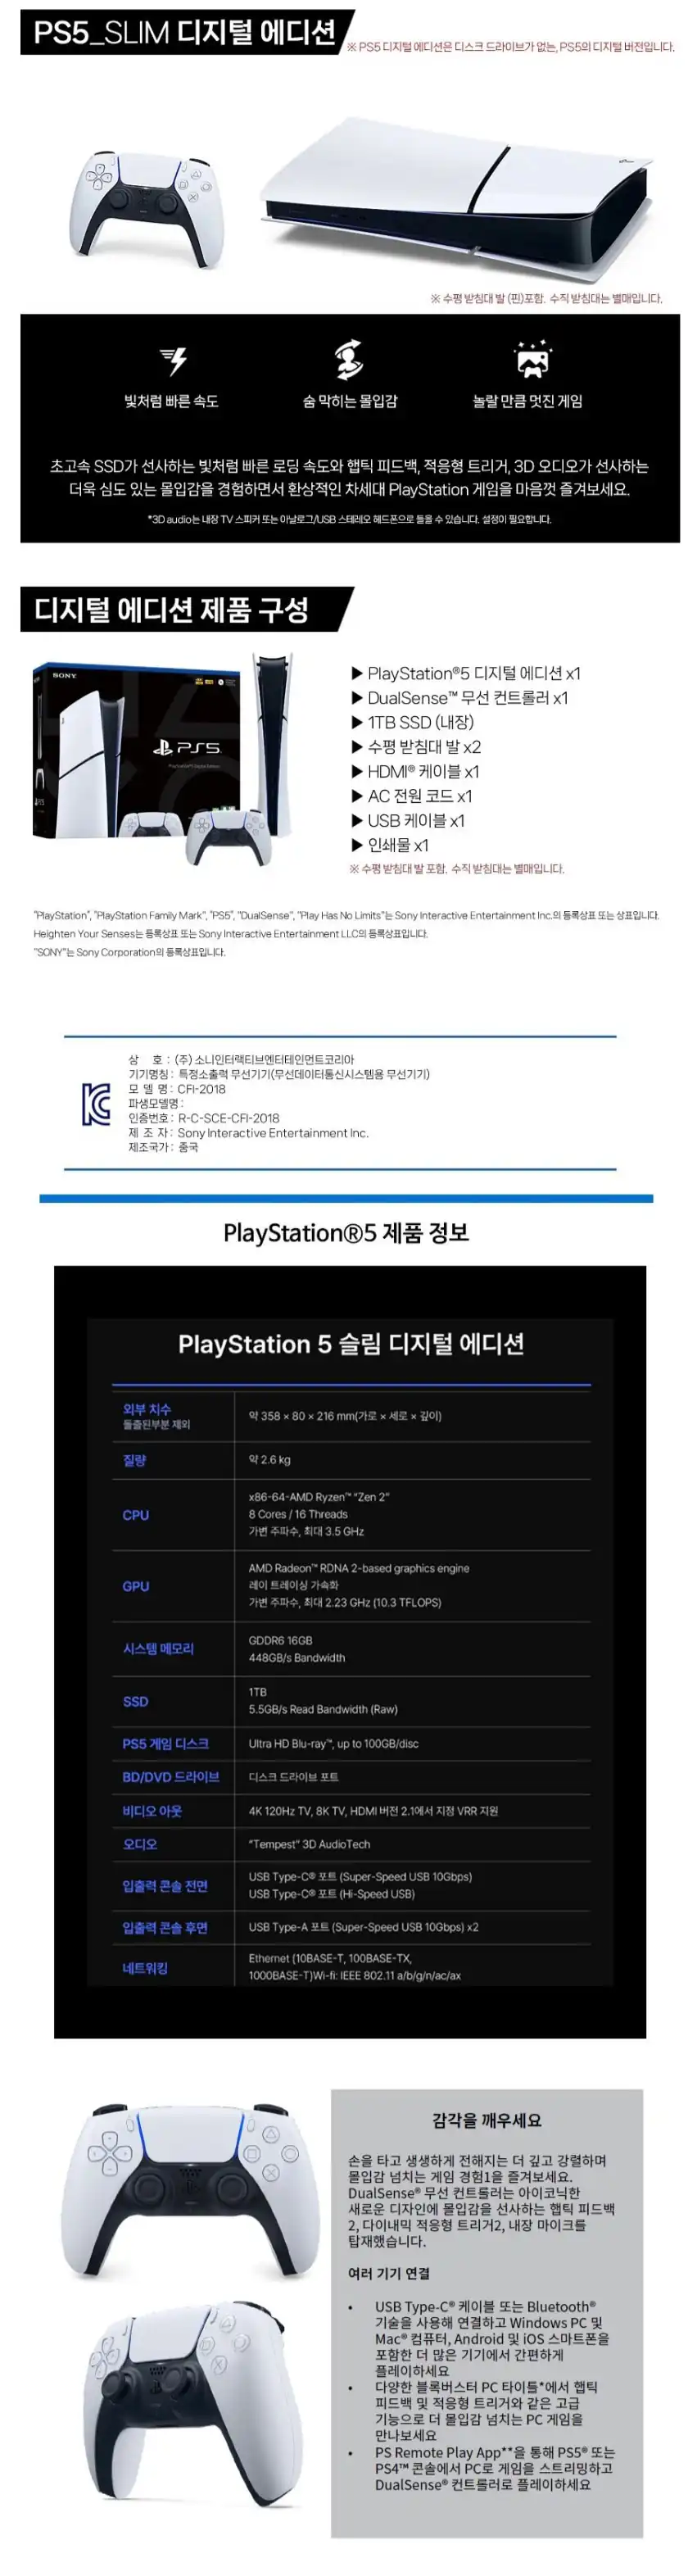 PS5_SLIM 디지털 에디션
※ PS5 디지털 에디션은 디스크 드라이브가 없는, PS5의 디지털 버전입니다.
※ 수평 받침대 발 (핀)포함. 수직 받침대는 별매입니다.
빛처럼 빠른 속도
숨 막히는 몰입감
놀랄 만큼 멋진 게임
초고속 SSD가 선사하는 빛처럼 빠른 로딩 속도와 햅틱 피드백, 적응형 트리거, 3D 오디오가 선사하는
더욱 심도 있는 몰입감을 경험하면서 환상적인 차세대 PlayStation 게임을 마음껏 즐겨보세요.
*3D audio는 내장 TV 스피커 또는 아날로그/USB 스테레오 헤드폰으로 들을 수 있습니다. 설정이 필요합니다.
디지털 에디션 제품 구성
SONY
PS5
▶ PlayStation®5 디지털 에디션 x1
▶ DualSense™ 무선 컨트롤러 x1
▶ 1TB SSD (내장)
▶ 수평 받침대 발 x2
▶ HDMI® 케이블 x1
▶ AC 전원 코드 x1
▶ USB 케이블 x1
▶ 인쇄물 x1
※ 수평 받침대 발 포함. 수직 받침대는 별매입니다.
"PlayStation", "PlayStation Family Mark", "PS5", "DualSense", "Play Has No Limits"는 Sony Interactive Entertainment Inc.의 등록상표 또는 상표입니다.
Heighten Your Senses는 등록상표 또는 Sony Interactive Entertainment LLC의 등록상표입니다.
"SONY"는 Sony Corporation의 등록상표입니다.
상 호 : (주) 소니인터랙티브엔터테인먼트코리아
기기명칭 : 특정소출력 무선기기(무선데이터통신시스템용 무선기기)
모 델 명 : CFI-2018
파생모델명 :
인증번호 : R-C-SCE-CFI-2018
제 조 자 : Sony Interactive Entertainment Inc.
제조국가 : 중국
PlayStation®5 제품 정보
PlayStation 5 슬림 디지털 에디션
외부 치수
돌출된부분 제외
약 358 × 80 × 216 mm(가로 × 세로 × 깊이)
질량
약 2.6 kg
CPU
x86-64-AMD Ryzen™ "Zen 2"
8 Cores / 16 Threads
가변 주파수, 최대 3.5 GHz
GPU
AMD Radeon™ RDNA 2-based graphics engine
레이 트레이싱 가속화
가변 주파수, 최대 2.23 GHz (10.3 TFLOPS)
시스템 메모리
GDDR6 16GB
448GB/s Bandwidth
SSD
1TB
5.5GB/s Read Bandwidth (Raw)
PS5 게임 디스크
Ultra HD Blu-ray™, up to 100GB/disc
BD/DVD 드라이브
디스크 드라이브 포트
비디오 아웃
4K 120Hz TV, 8K TV, HDMI 버전 2.1에서 지정 VRR 지원
오디오
"Tempest" 3D AudioTech
입출력 콘솔 전면
USB Type-C® 포트 (Super-Speed USB 10Gbps)
USB Type-C® 포트 (Hi-Speed USB)
입출력 콘솔 후면
USB Type-A 포트 (Super-Speed USB 10Gbps) x2
네트워킹
Ethernet (10BASE-T, 100BASE-TX,
1000BASE-T)Wi-fi: IEEE 802.11 a/b/g/n/ac/ax
감각을 깨우세요
손을 타고 생생하게 전해지는 더 깊고 강렬하며
몰입감 넘치는 게임 경험1을 즐겨보세요.
DualSense® 무선 컨트롤러는 아이코닉한
새로운 디자인에 몰입감을 선사하는 햅틱 피드백
2, 다이내믹 적응형 트리거2, 내장 마이크를
탑재했습니다.
여러 기기 연결
• USB Type-C® 케이블 또는 Bluetooth®
기술을 사용해 연결하고 Windows PC 및
Mac® 컴퓨터, Android 및 iOS 스마트폰을
포함한 더 많은 기기에서 간편하게
플레이하세요
• 다양한 블록버스터 PC 타이틀*에서 햅틱
피드백 및 적응형 트리거와 같은 고급
기능으로 더 몰입감 넘치는 PC 게임을
만나보세요
• PS Remote Play App**을 통해 PS5® 또는
PS4™ 콘솔에서 PC로 게임을 스트리밍하고
DualSense® 컨트롤러로 플레이하세요